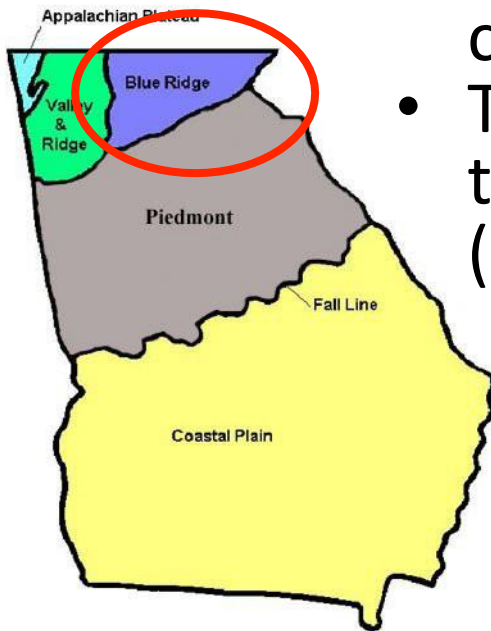 Appalachian Plateau
Blue Ridge
Valley
&
Ridge
Piedmont
Fall Line
Coastal Plain
•
(